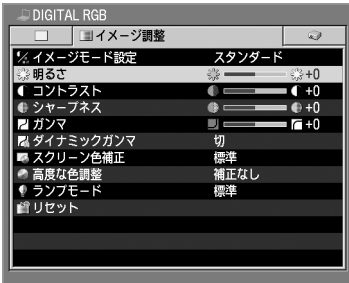 DIGITAL RGB
イメージ調整
イメージモード設定 スタンダード
明るさ +0
コントラスト +0
シャープネス +0
ガンマ +0
ダイナミックガンマ 切
スクリーン色補正 標準
高度な色調整 補正なし
ランプモード 標準
リセット